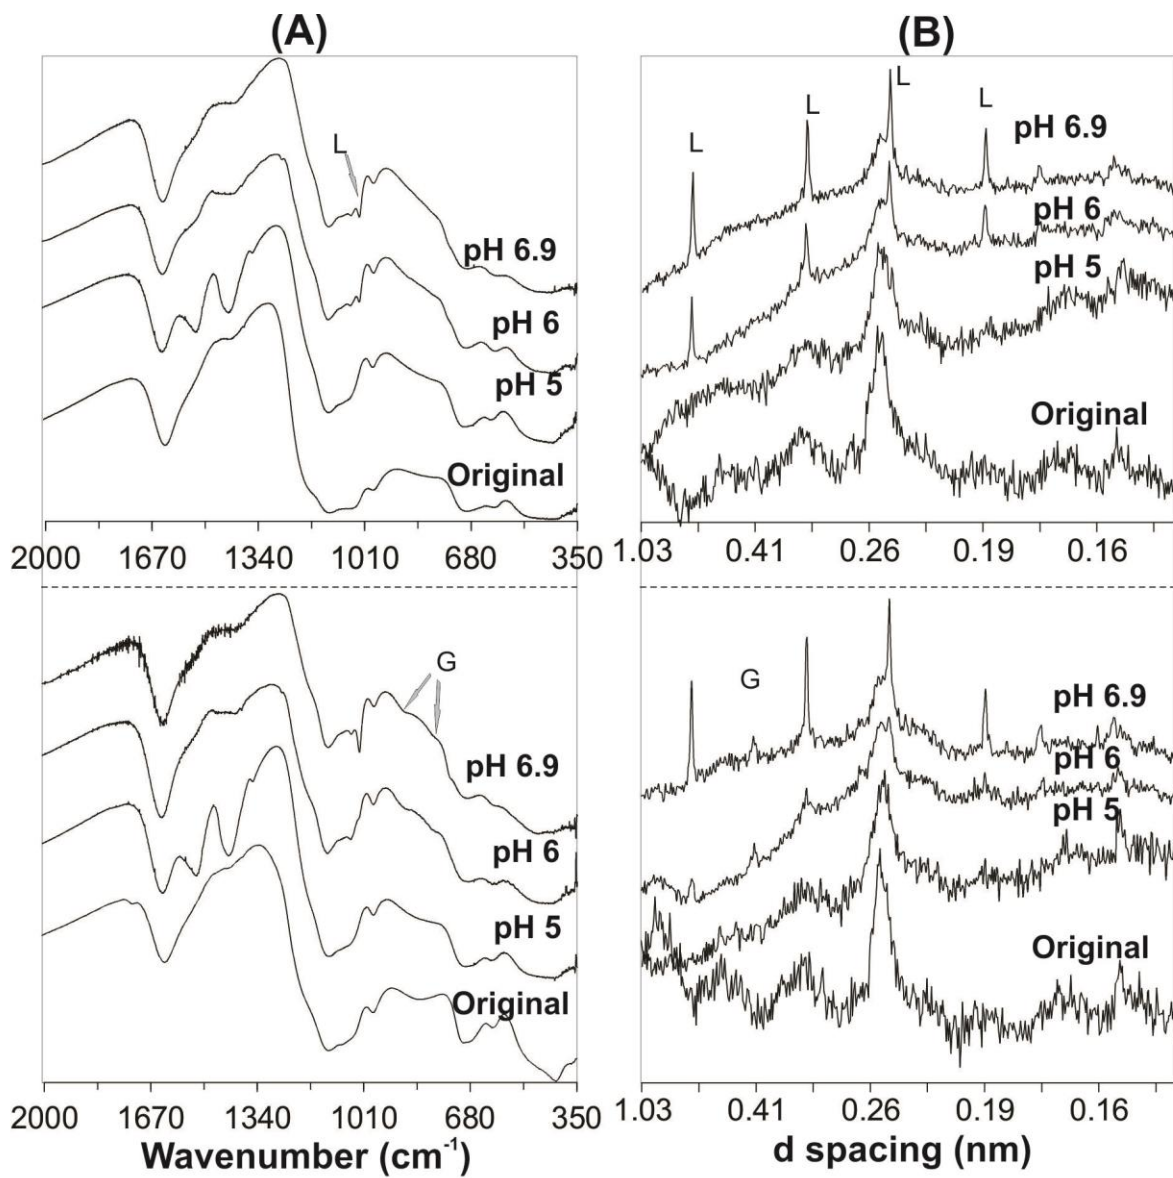 (A)
L
pH 6.9
pH 6
pH 5
Original
2000 1670 1340 1010 680 350
G
pH 6.9
pH 6
pH 5
Original
2000 1670 1340 1010 680 350
Wavenumber (cm⁻¹)
(B)
L
L
L
L
pH 6.9
pH 6
pH 5
Original
1.03 0.41 0.26 0.19 0.16
G
pH 6.9
pH 6
pH 5
Original
1.03 0.41 0.26 0.19 0.16
d spacing (nm)